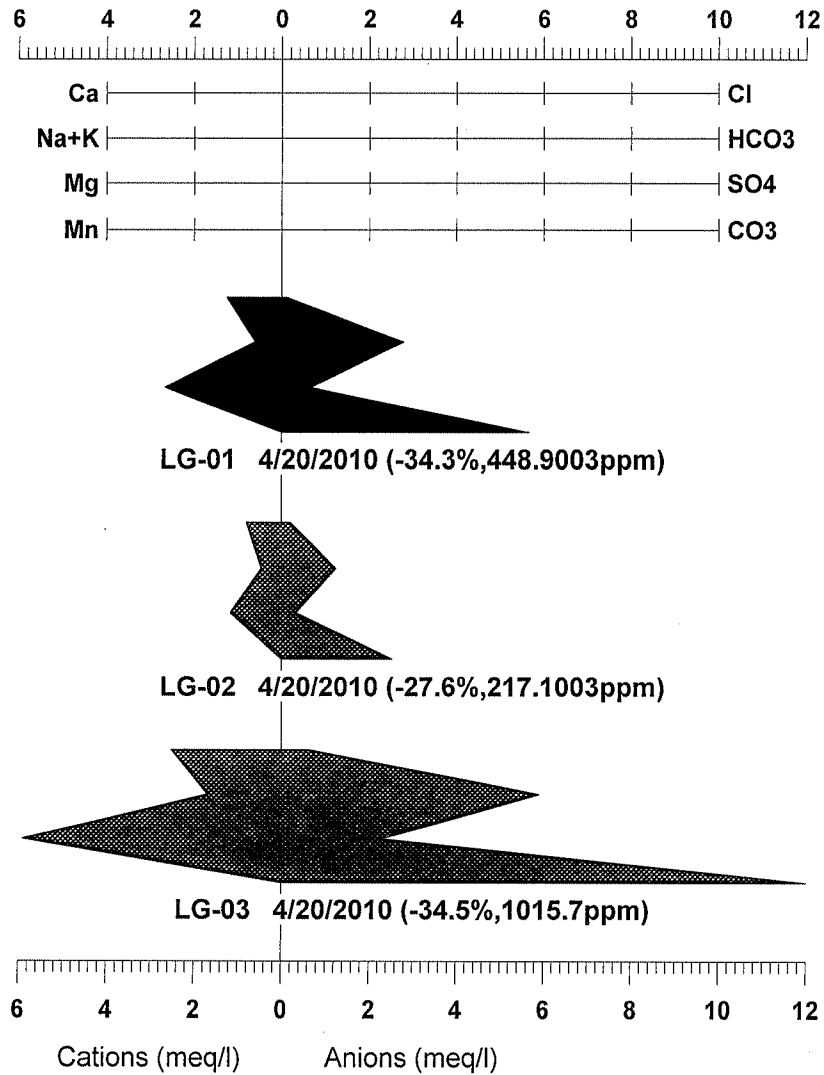 6 4 2 0 2 4 6 8 10 12
Ca Cl
Na+K HCO3
Mg SO4
Mn CO3
LG-01 4/20/2010 (-34.3%,448.9003ppm)
LG-02 4/20/2010 (-27.6%,217.1003ppm)
LG-03 4/20/2010 (-34.5%,1015.7ppm)
6 4 2 0 2 4 6 8 10 12
Cations (meq/l) Anions (meq/l)